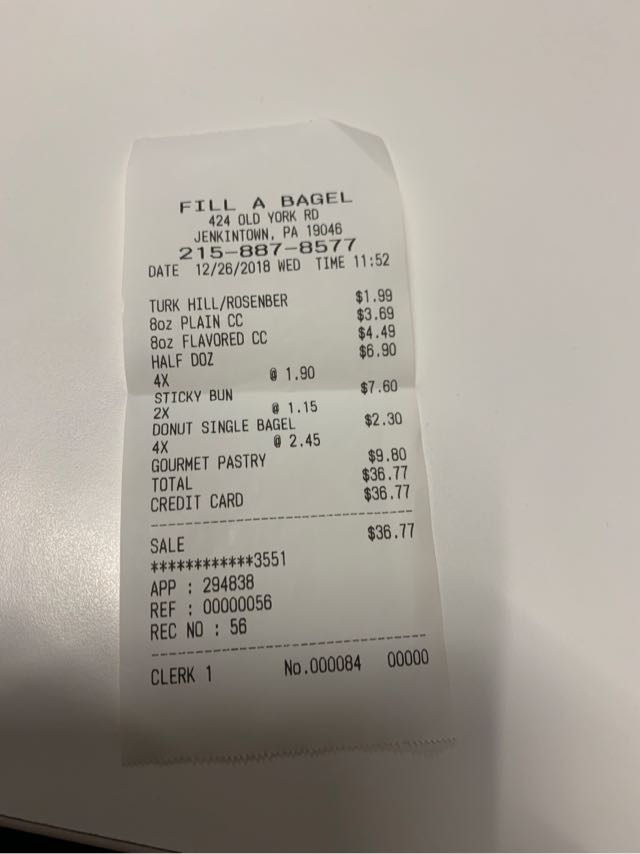 FILL A BAGEL
424 OLD YORK RD
JENKINTOWN, PA 19046
215-887-8577
DATE 12/26/2018 WED TIME 11:52
TURK HILL/ROSENBER $1.99
8oz PLAIN CC $3.69
8oz FLAVORED CC $4.49
HALF DOZ $6.90
4X @ 1.90
STICKY BUN $7.60
2X @ 1.15
DONUT SINGLE BAGEL $2.30
4X @ 2.45
GOURMET PASTRY $9.80
TOTAL $36.77
CREDIT CARD $36.77
--------------------------------
SALE $36.77
************3551
APP : 294838
REF : 00000056
REC NO : 56
--------------------------------
CLERK 1 No.000084 00000